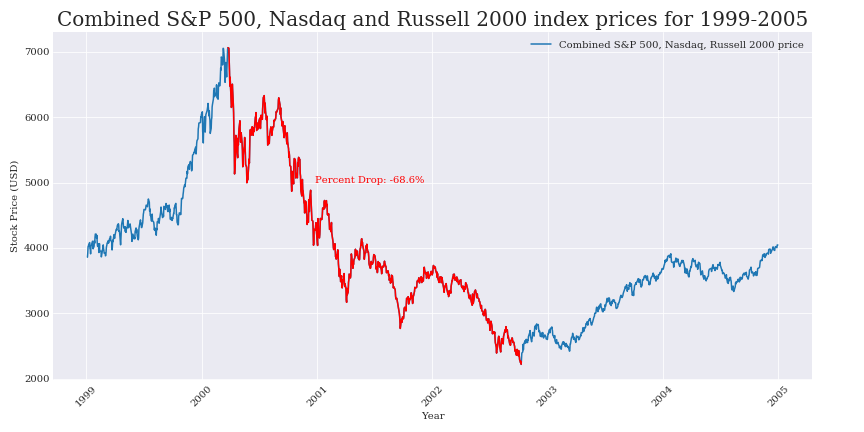 Combined S&P 500, Nasdaq and Russell 2000 index prices for 1999-2005
Combined S&P 500, Nasdaq, Russell 2000 price
7000
6000
5000
4000
3000
2000
Stock Price (USD)
Percent Drop: -68.6%
1999
2000
2001
2002
2003
2004
2005
Year